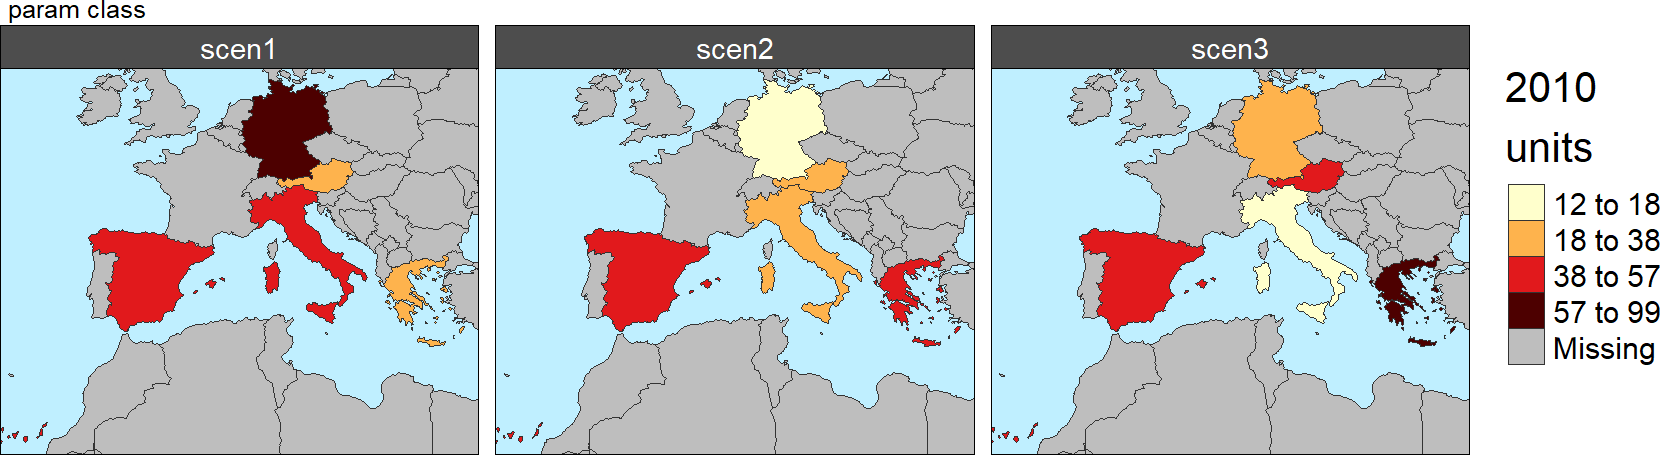 param class
scen1
scen2
scen3
2010
units
12 to 18
18 to 38
38 to 57
57 to 99
Missing